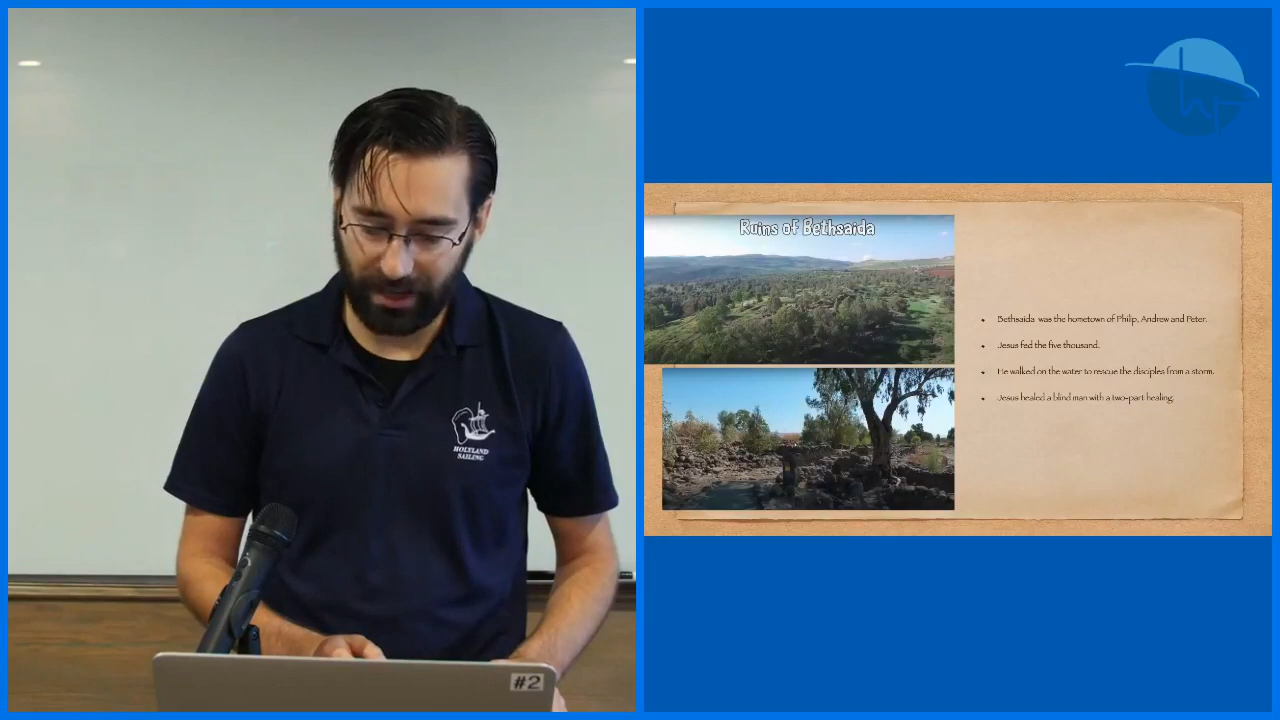 HOLYLAND
SAILING
#2
Ruins of Bethsaida
Bethsaida was the hometown of Philip, Andrew and Peter.
Jesus fed the five thousand.
He walked on the water to rescue the disciples from a storm.
Jesus healed a blind man with a two-part healing.